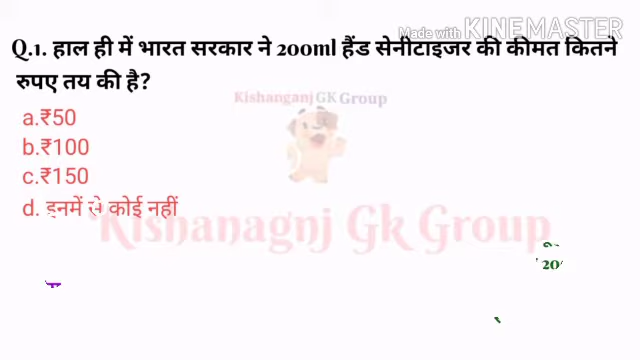 Made with KINEMASTER
Q.1. हाल ही में भारत सरकार ने 200ml हैंड सेनीटाइजर की कीमत कितने
रुपए तय की है?
Kishanganj GK Group
a.₹50
b.₹100
c.₹150
d. इनमें से कोई नहीं
Kishanagnj Gk Group